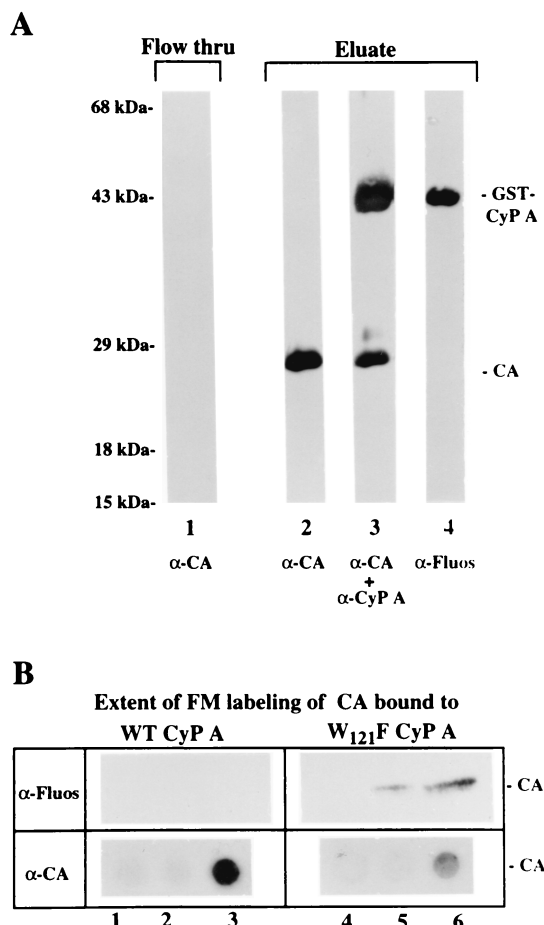 A
Flow thru
Eluate
68 kDa-
43 kDa-
29 kDa-
18 kDa-
15 kDa-
- GST-
CyP A
- CA
1
2
3
4
α-CA
α-CA
α-CA
+
α-CyP A
α-Fluos
B
Extent of FM labeling of CA bound to
WT CyP A
W₁₂₁F CyP A
α-Fluos
- CA
α-CA
- CA
1
2
3
4
5
6